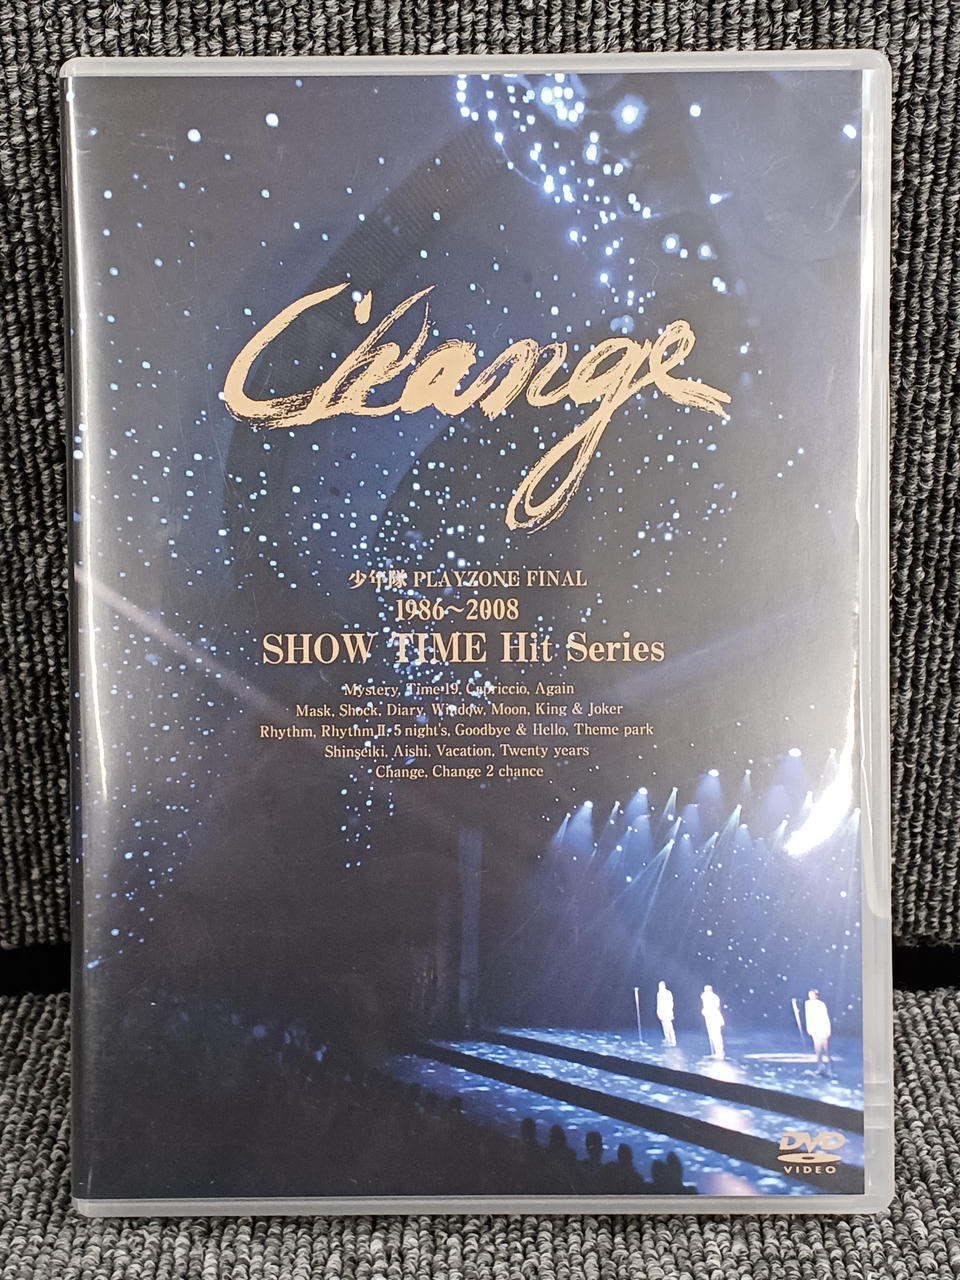 Change
少年隊 PLAYZONE FINAL
1986〜2008
SHOW TIME Hit Series
Mystery, Time-19, Capriccio, Again
Mask, Shock, Diary, Window, Moon, King & Joker
Rhythm, Rhythm II, 5 night's, Goodbye & Hello, Theme park
Shinseiki, Aishi, Vacation, Twenty years
Change, Change 2 chance
DVD
VIDEO